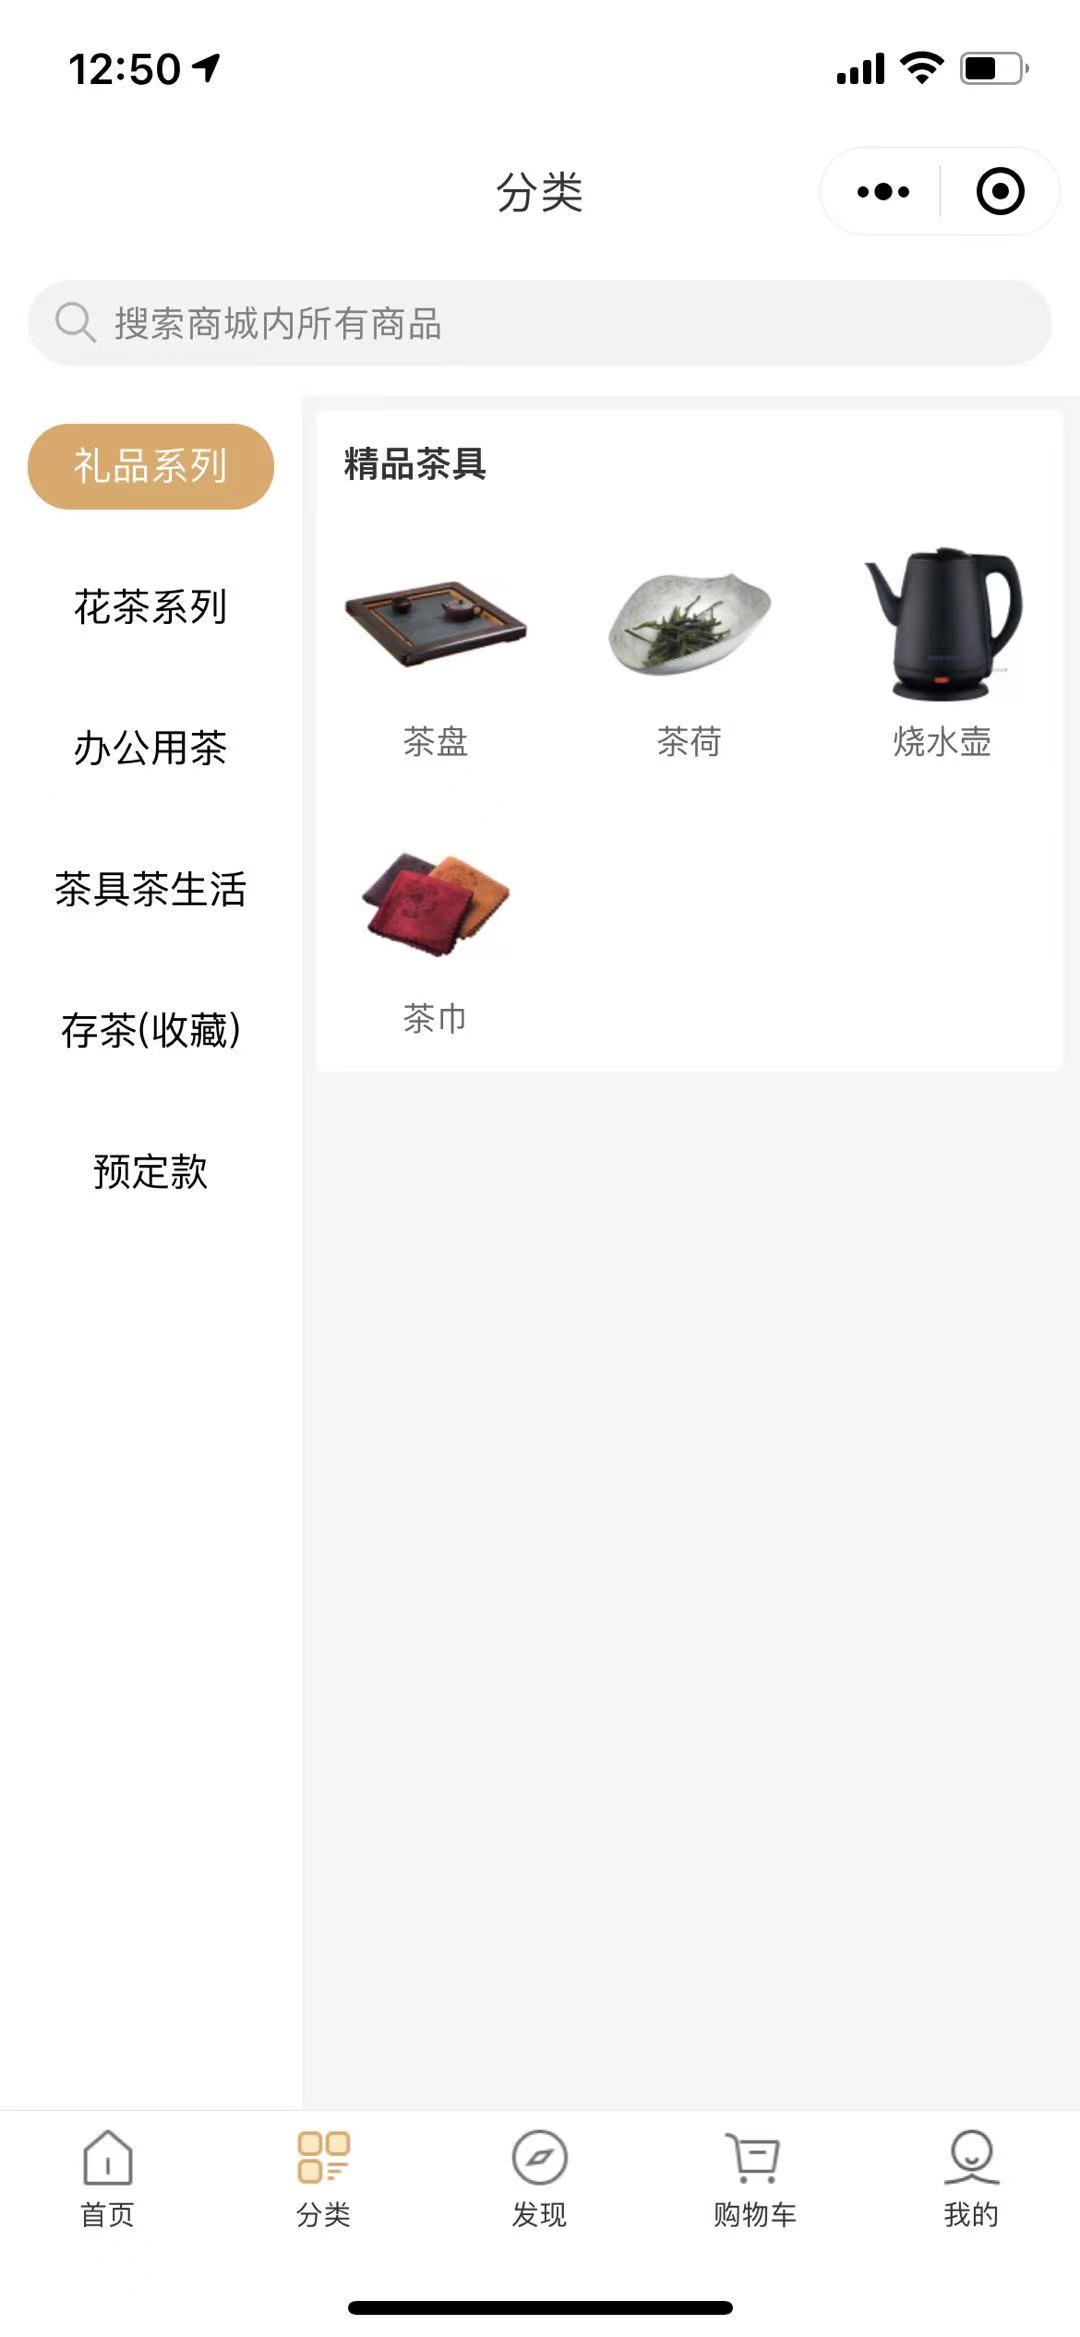 12:50
分类
搜索商城内所有商品
礼品系列
花茶系列
办公用茶
茶具茶生活
存茶(收藏)
预定款
精品茶具
茶盘
茶荷
烧水壶
茶巾
首页
分类
发现
购物车
我的